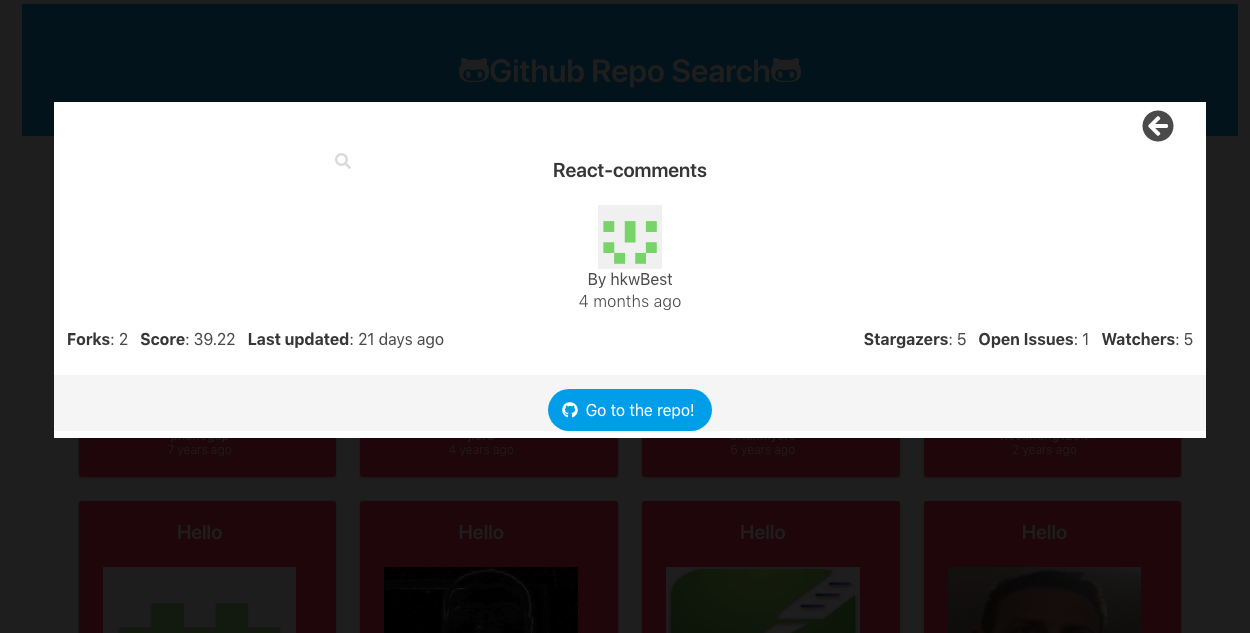 Github Repo Search
React-comments
By hkwBest
4 months ago
Forks: 2 Score: 39.22 Last updated: 21 days ago
Stargazers: 5 Open Issues: 1 Watchers: 5
Go to the repo!
7 years ago
4 years ago
6 years ago
2 years ago
Hello
Hello
Hello
Hello